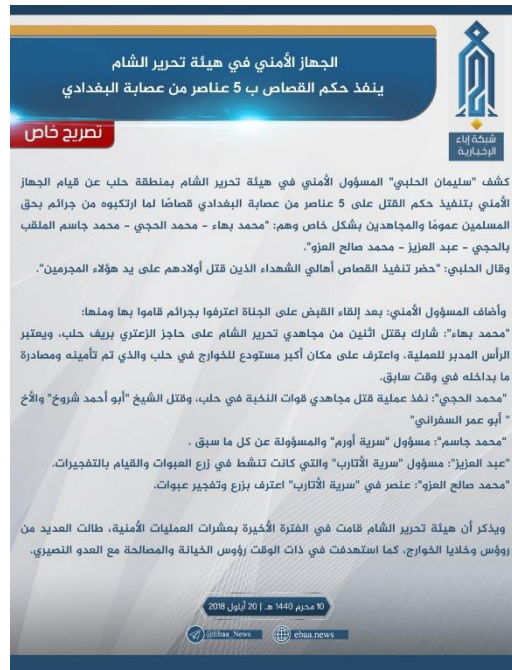 الجهاز الأمني في هيئة تحرير الشام
ينفذ حكم القصاص ب 5 عناصر من عصابة البغدادي
تصريح خاص
شبكة إباء
الإخبارية
كشف "سليمان الحلبي" المسؤول الأمني في هيئة تحرير الشام بمنطقة حلب عن قيام الجهاز
الأمني بتنفيذ حكم القتل على 5 عناصر من عصابة البغدادي قصاصًا لما ارتكبوه من جرائم بحق
المسلمين عمومًا والمجاهدين بشكل خاص وهم: "محمد بهاء - محمد الحجي - محمد جاسم الملقب
بالحجي - عبد العزيز - محمد صالح العزو".
وقال الحلبي: "حضر تنفيذ القصاص أهالي الشهداء الذين قتل أولادهم على يد هؤلاء المجرمين".
وأضاف المسؤول الأمني: بعد إلقاء القبض على الجناة اعترفوا بجرائم قاموا بها ومنها:
"محمد بهاء": شارك بقتل اثنين من مجاهدي تحرير الشام على حاجز الزعتري بريف حلب، ويعتبر
الرأس المدبر للعملية، واعترف على مكان أكبر مستودع للخوارج في حلب والذي تم تأمينه ومصادرة
ما بداخله في وقت سابق.
"محمد الحجي": نفذ عملية قتل مجاهدي قوات النخبة في حلب، وقتل الشيخ "أبو أحمد شروخ" والأخ
" أبو عمر السفراني"
"محمد جاسم": مسؤول "سرية أورم" والمسؤولة عن كل ما سبق .
"عبد العزيز": مسؤول "سرية الأتارب" والتي كانت تنشط في زرع العبوات والقيام بالتفجيرات.
"محمد صالح العزو": عنصر في "سرية الأتارب" اعترف بزرع وتفجير عبوات.
ويذكر أن هيئة تحرير الشام قامت في الفترة الأخيرة بعشرات العمليات الأمنية، طالت العديد من
روؤس وخلايا الخوارج، كما استهدفت في ذات الوقت رؤوس الخيانة والمصالحة مع العدو النصيري.
10 محرم 1440 هـ | 20 أيلول 2018
@Ebaa_News
ebaa.news